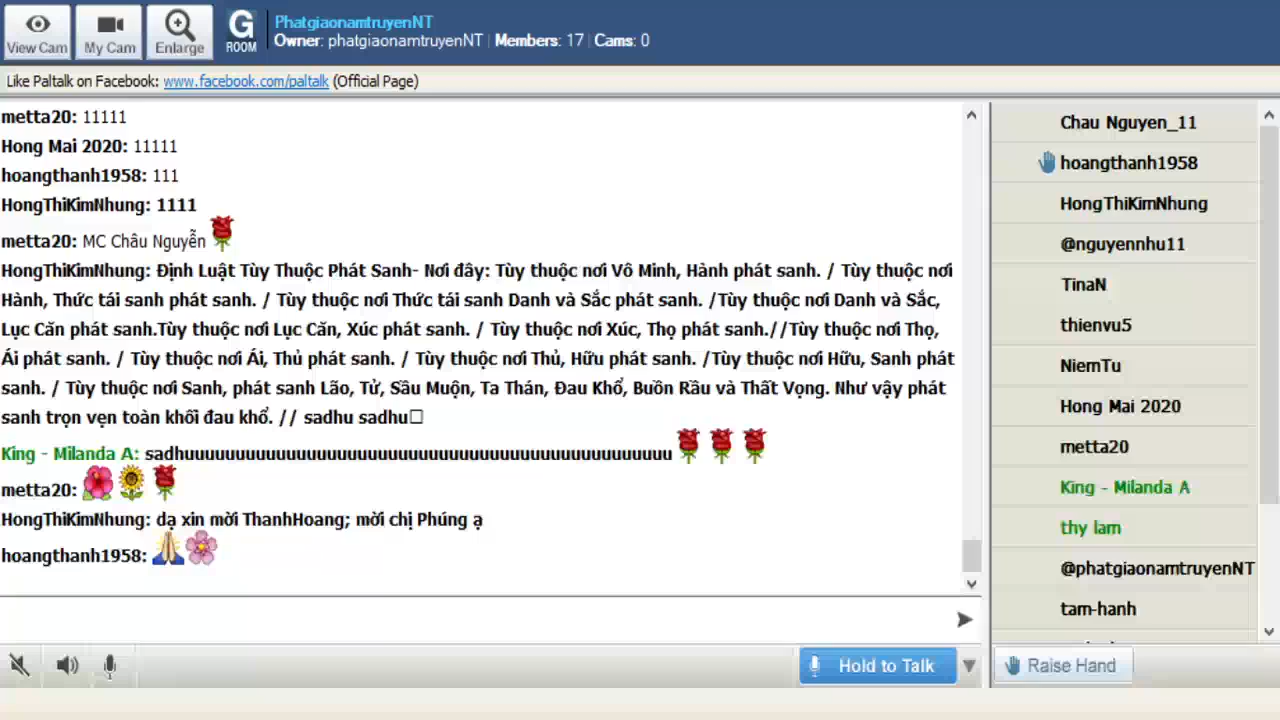 View Cam
My Cam
Enlarge
G
ROOM
PhatgiaonamtruyenNT
Owner: phatgiaonamtruyenNT | Members: 17 | Cams: 0
Like Paltalk on Facebook: www.facebook.com/paltalk (Official Page)
metta20: 11111
Hong Mai 2020: 11111
hoangthanh1958: 111
HongThiKimNhung: 1111
metta20: MC Châu Nguyễn
HongThiKimNhung: Định Luật Tùy Thuộc Phát Sanh- Nơi đây: Tùy thuộc nơi Vô Minh, Hành phát sanh. / Tùy thuộc nơi
Hành, Thức tái sanh phát sanh. / Tùy thuộc nơi Thức tái sanh Danh và Sắc phát sanh. /Tùy thuộc nơi Danh và Sắc,
Lục Căn phát sanh.Tùy thuộc nơi Lục Căn, Xúc phát sanh. / Tùy thuộc nơi Xúc, Thọ phát sanh.//Tùy thuộc nơi Thọ,
Ái phát sanh. / Tùy thuộc nơi Ái, Thủ phát sanh. / Tùy thuộc nơi Thủ, Hữu phát sanh. /Tùy thuộc nơi Hữu, Sanh phát
sanh. / Tùy thuộc nơi Sanh, phát sanh Lão, Tử, Sầu Muộn, Ta Thán, Đau Khổ, Buồn Rầu và Thất Vọng. Như vậy phát
sanh trọn vẹn toàn khối đau khổ. // sadhu sadhu
King - Milanda A: sadhuuuuuuuuuuuuuuuuuuuuuuuuuuuuuuuuuuuuuuuuuuuuuuuu
metta20:
HongThiKimNhung: dạ xin mời ThanhHoang; mời chị Phúng ạ
hoangthanh1958:
Hold to Talk
Chau Nguyen_11
hoangthanh1958
HongThiKimNhung
@nguyennhu11
TinaN
thienvu5
NiemTu
Hong Mai 2020
metta20
King - Milanda A
thy lam
@phatgiaonamtruyenNT
tam-hanh
Raise Hand